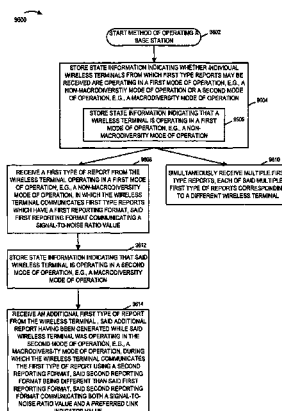 9600
START METHOD OF OPERATING A
BASE STATION
9602
STORE STATE INFORMATION INDICATING WHETHER INDIVIDUAL
WIRELESS TERMINALS FROM WHICH FIRST TYPE REPORTS MAY BE
RECEIVED ARE OPERATING IN A FIRST MODE OF OPERATION, E.G., A
NON-MACRODIVERSITY MODE OF OPERATION OR A SECOND MODE
OF OPERATION, E.G., A MACRODIVERSITY MODE OF OPERATION
9604
STORE STATE INFORMATION INDICATING THAT A
WIRELESS TERMINAL IS OPERATING IN A FIRST
MODE OF OPERATION, E.G., A NON-
MACRODIVERSITY MODE OF OPERATION
9606
9608
RECEIVE A FIRST TYPE OF REPORT FROM THE
WIRELESS TERMINAL OPERATING IN A FIRST MODE
OF OPERATION, E.G., A NON-MACRODIVERSITY
MODE OF OPERATION, IN WHICH THE WIRELESS
TERMINAL COMMUNICATES FIRST TYPE REPORTS
WHICH HAVE A FIRST REPORTING FORMAT, SAID
FIRST REPORTING FORMAT COMMUNICATING A
SIGNAL-TO-NOISE RATIO VALUE
9610
SIMULTANEOUSLY RECEIVE MULTIPLE FIRST
TYPE REPORTS, EACH OF SAID MULTIPLE
FIRST TYPE OF REPORTS CORRESPONDING
TO A DIFFERENT WIRELESS TERMINAL
9612
STORE STATE INFORMATION INDICATING THAT SAID
WIRELESS TERMINAL IS OPERATING IN A SECOND
MODE OF OPERATION, E.G., A MACRODIVERSITY
MODE OF OPERATION
9614
RECEIVE AN ADDITIONAL FIRST TYPE OF REPORT
FROM THE WIRELESS TERMINAL, SAID ADDITIONAL
REPORT HAVING BEEN GENERATED WHILE SAID
WIRELESS TERMINAL WAS OPERATING IN THE
SECOND MODE OF OPERATION, E.G., A
MACRODIVERSITY MODE OF OPERATION, DURING
WHICH THE WIRELESS TERMINAL COMMUNICATES
THE FIRST TYPE OF REPORT USING A SECOND
REPORTING FORMAT, SAID SECOND REPORTING
FORMAT BEING DIFFERENT THAN SAID FIRST
REPORTING FORMAT, SAID SECOND REPORTING
FORMAT COMMUNICATING BOTH A SIGNAL-TO-
NOISE RATIO VALUE AND A PREFERRED LINK
INDICATOR VALUE